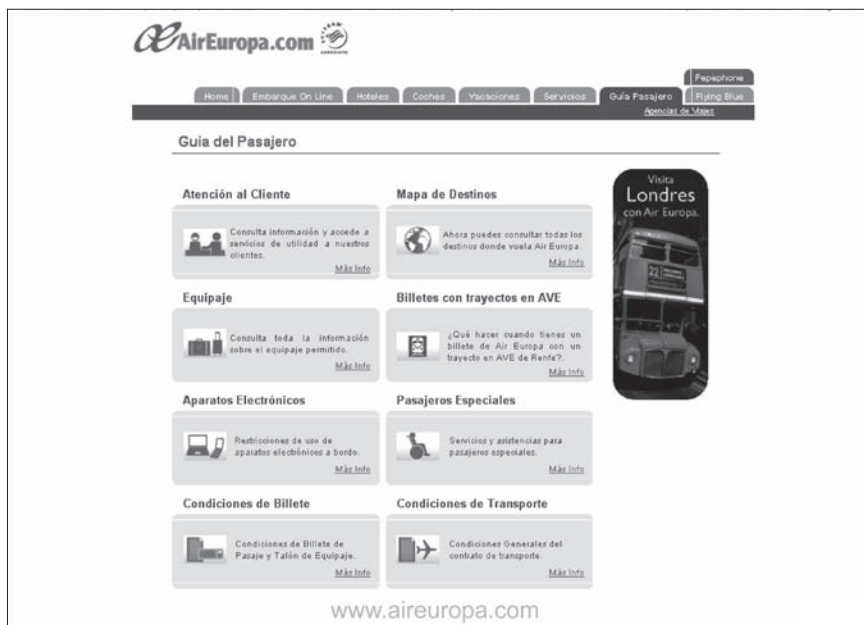 AirEuropa.com
Pepephone
Home
Embarque On Line
Hoteles
Coches
Vacaciones
Servicios
Guía Pasajero
Flying Blue
Agencias de Viajes
Guia del Pasajero
Atención al Cliente
Consulta información y accede a
servicios de utilidad a nuestros
clientes.
Más Info
Mapa de Destinos
Ahora puedes consultar todas los
destinos donde vuela Air Europa.
Más Info
Equipaje
Consulta toda la información
sobre el equipaje permitido.
Más Info
Billetes con trayectos en AVE
¿Qué hacer cuando tienes un
billete de Air Europa con un
trayecto en AVE de Renfe?.
Más Info
Aparatos Electrónicos
Restricciones de uso de
aparatos electrónicos a bordo.
Más Info
Pasajeros Especiales
Servicios y asistencias para
pasajeros especiales.
Más Info
Condiciones de Billete
Condiciones de Billete de
Pasaje y Talón de Equipaje.
Más Info
Condiciones de Transporte
Condiciones Generales del
contrato de transporte.
Más Info
Visita
Londres
con Air Europa.
22
www.aireuropa.com